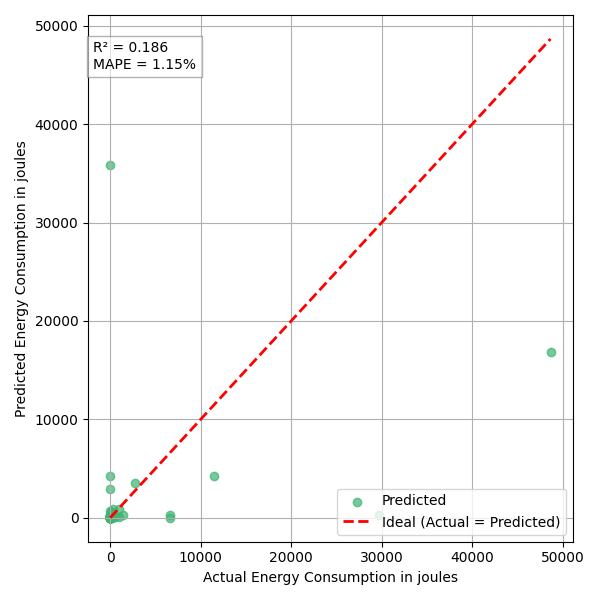 R² = 0.186
MAPE = 1.15%
50000
40000
30000
20000
10000
0
Predicted Energy Consumption in joules
Predicted
Ideal (Actual = Predicted)
0 10000 20000 30000 40000 50000
Actual Energy Consumption in joules